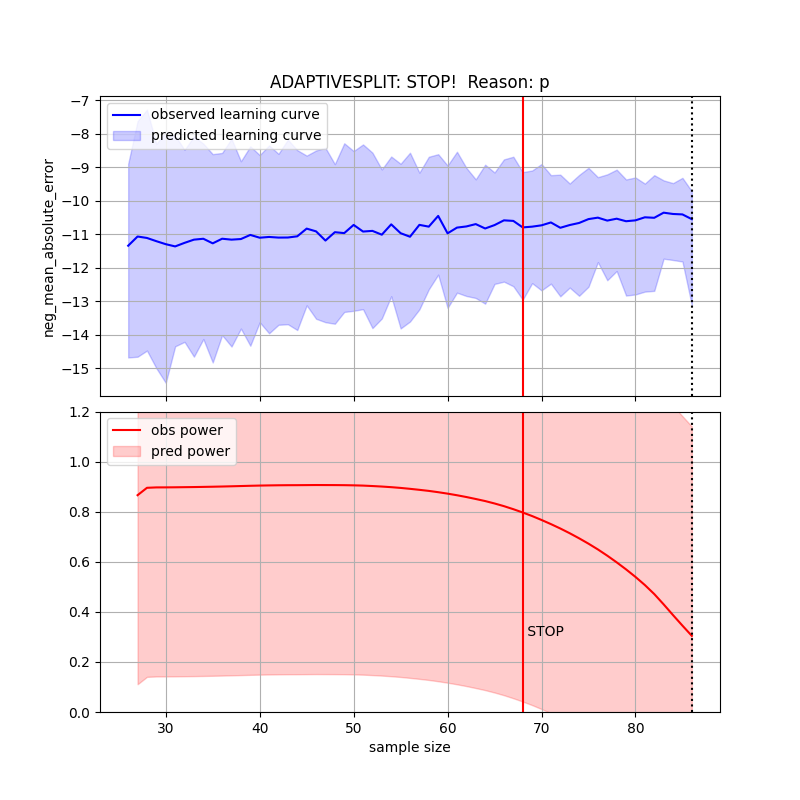 ADAPTIVESPLIT: STOP!  Reason: p
observed learning curve
predicted learning curve
neg_mean_absolute_error
−7
−8
−9
−10
−11
−12
−13
−14
−15
obs power
pred power
1.2
1.0
0.8
0.6
0.4
0.2
0.0
STOP
30 40 50 60 70 80
sample size